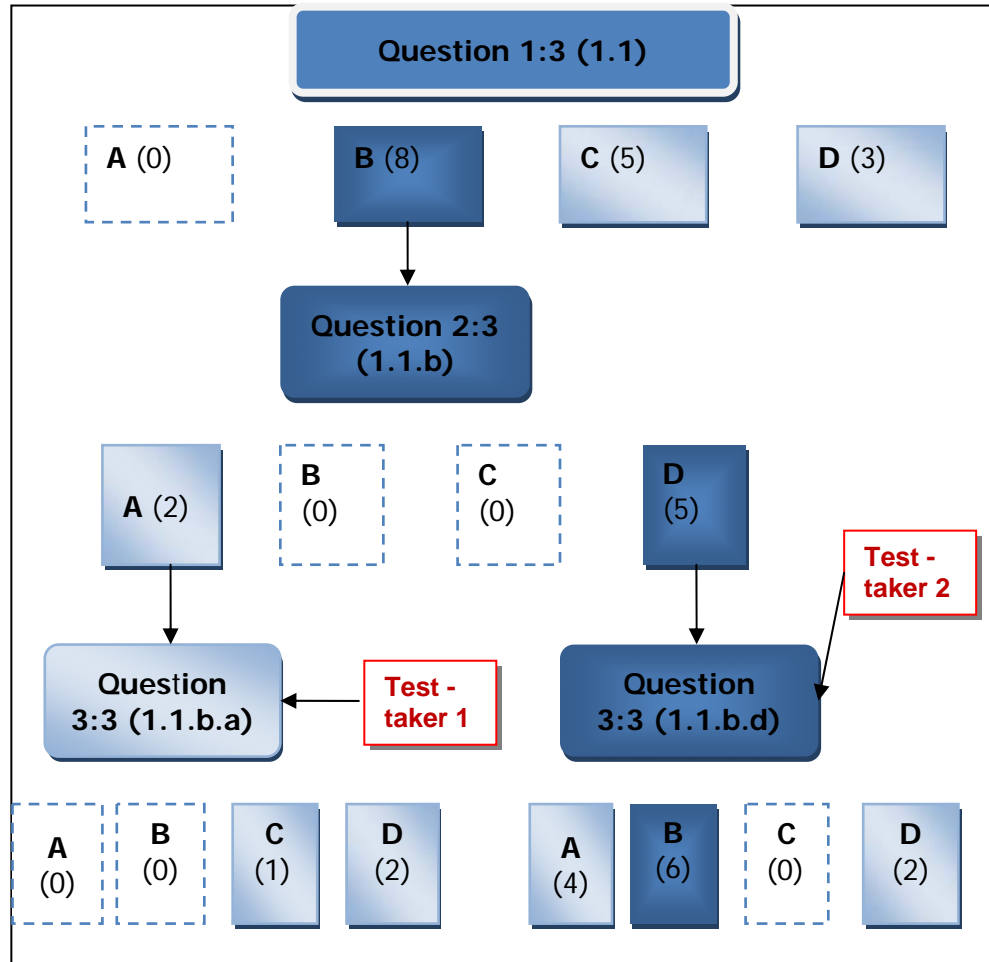 Question 1:3 (1.1)
A (0)
B (8)
C (5)
D (3)
Question 2:3
(1.1.b)
A (2)
B
(0)
C
(0)
D
(5)
Test -
taker 2
Question
3:3 (1.1.b.a)
Test -
taker 1
Question
3:3 (1.1.b.d)
A
(0)
B
(0)
C
(1)
D
(2)
A
(4)
B
(6)
C
(0)
D
(2)